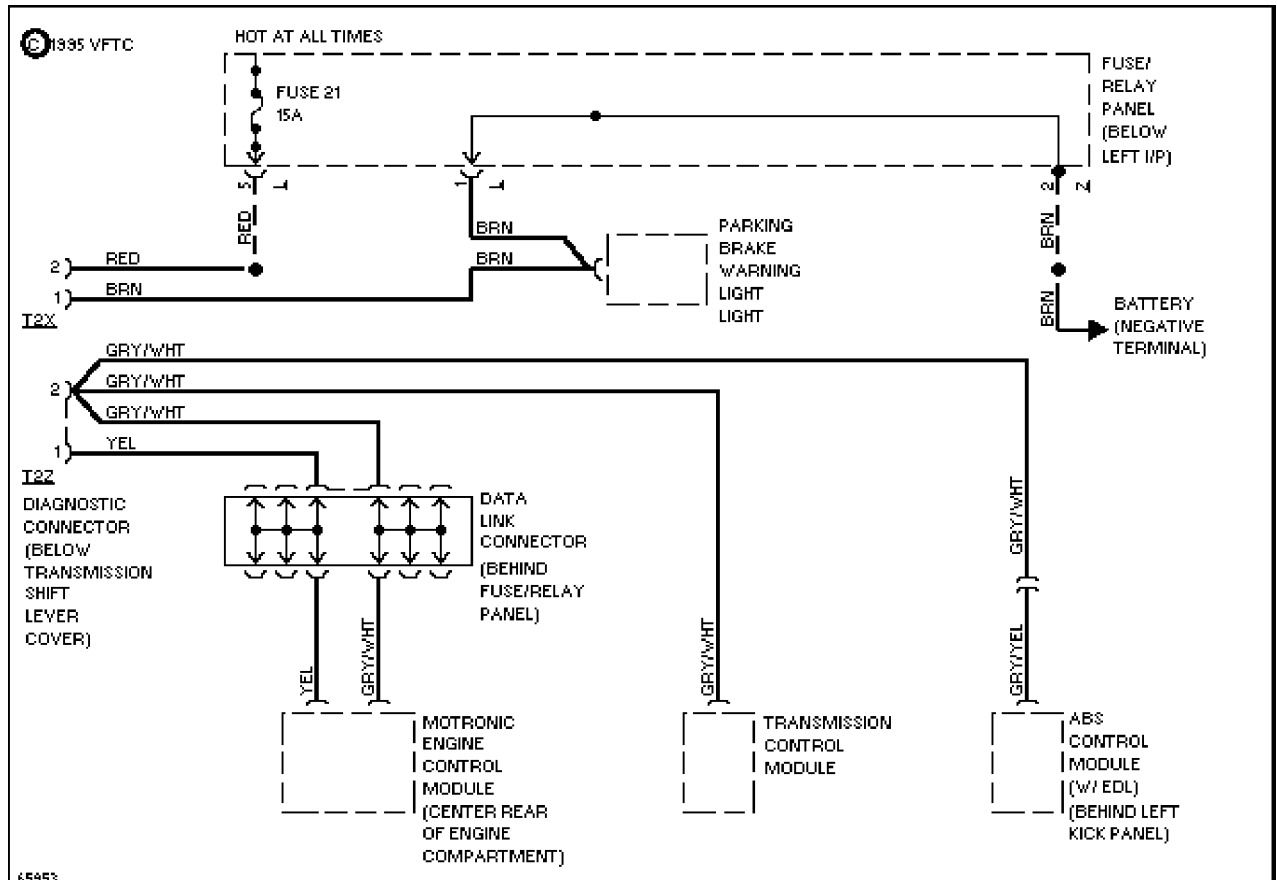 © 1995 VFTC
HOT AT ALL TIMES
FUSE 21
15A
FUSE/
RELAY
PANEL
(BELOW
LEFT I/P)
5
T
1
T
2
Z
RED
BRN
BRN
BRN
BRN
2
RED
1
BRN
T2X
PARKING
BRAKE
WARNING
LIGHT
LIGHT
BATTERY
(NEGATIVE
TERMINAL)
GRY/WHT
2
GRY/WHT
GRY/WHT
1
YEL
T2Z
DIAGNOSTIC
CONNECTOR
(BELOW
TRANSMISSION
SHIFT
LEVER
COVER)
DATA
LINK
CONNECTOR
(BEHIND
FUSE/RELAY
PANEL)
GRY/WHT
YEL
GRY/WHT
GRY/WHT
GRY/YEL
MOTRONIC
ENGINE
CONTROL
MODULE
(CENTER REAR
OF ENGINE
COMPARTMENT)
TRANSMISSION
CONTROL
MODULE
ABS
CONTROL
MODULE
(W/ EDL)
(BEHIND LEFT
KICK PANEL)
65953